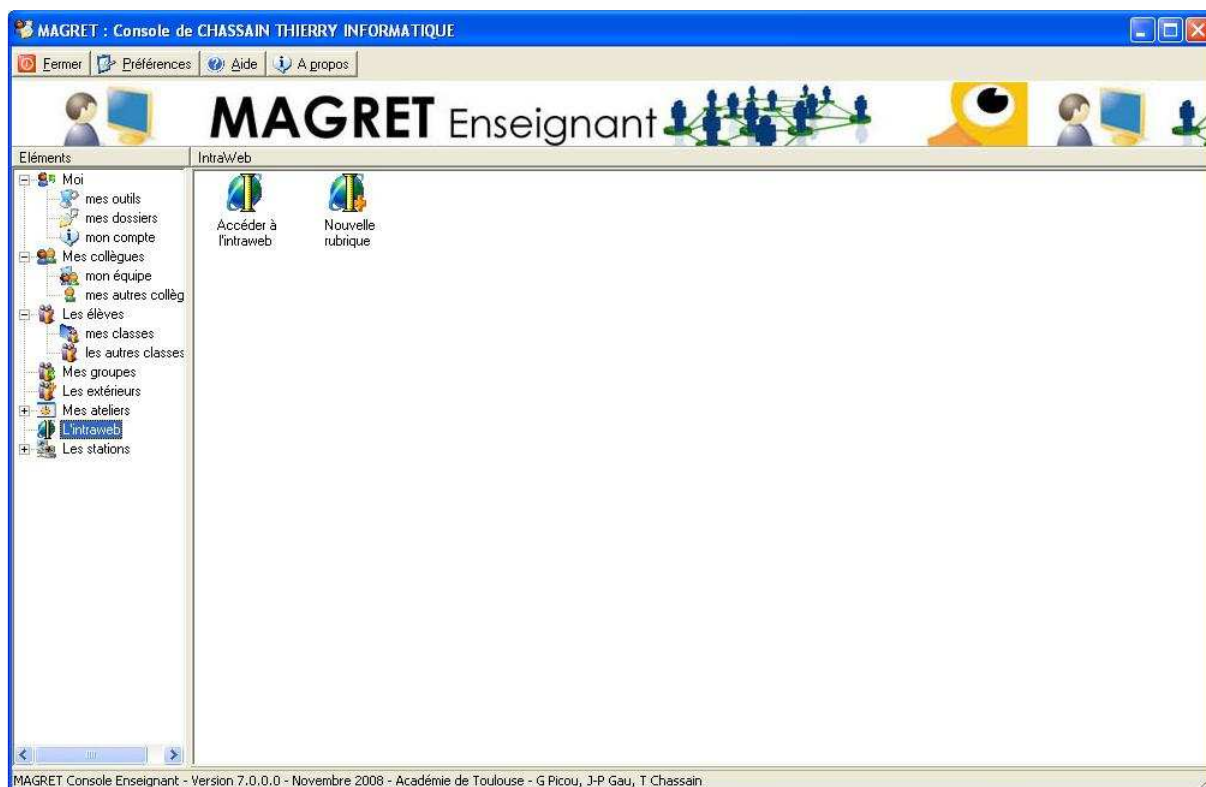 MAGRET : Console de CHASSAIN THIERRY INFORMATIQUE
Fermer Préférences Aide A propos
MAGRET Enseignant
Eléments IntraWeb
Moi
mes outils
mes dossiers
mon compte
Mes collègues
mon équipe
mes autres collèg
Les élèves
mes classes
les autres classes
Mes groupes
Les extérieurs
Mes ateliers
L'intraweb
Les stations
Accéder à
l'intraweb
Nouvelle
rubrique
MAGRET Console Enseignant - Version 7.0.0.0 - Novembre 2008 - Académie de Toulouse - G Picou, J-P Gau, T Chassain